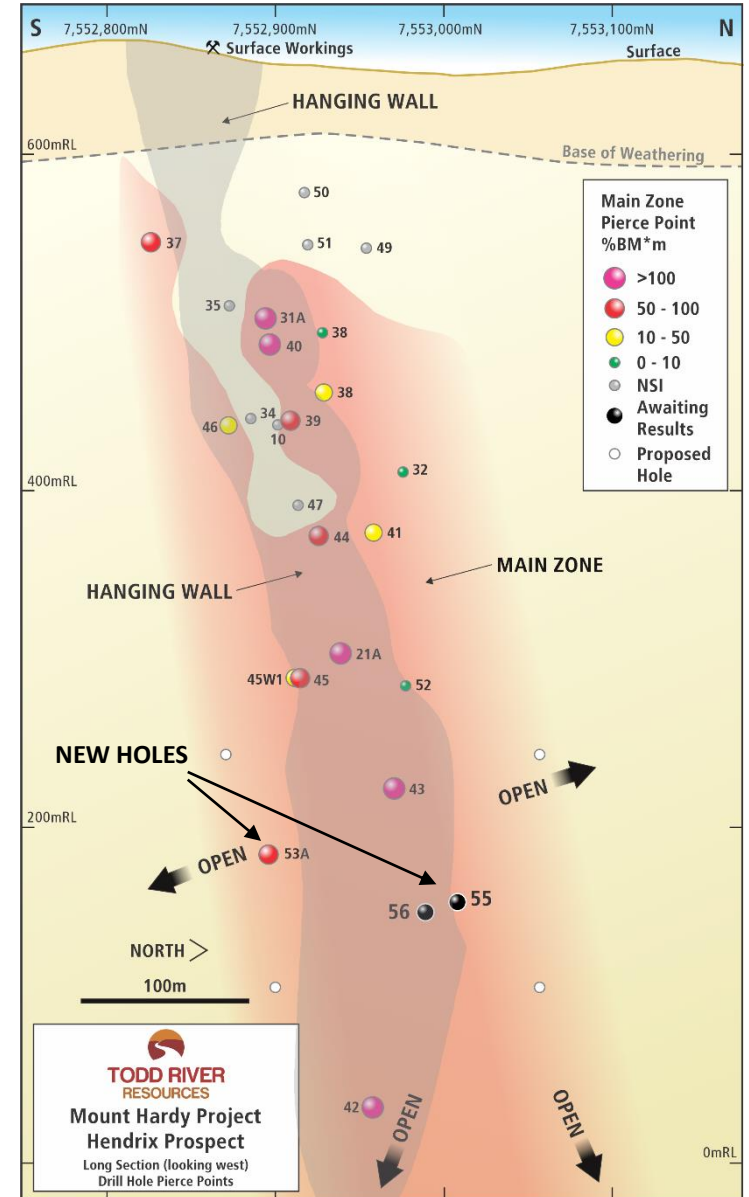 S
7,552,800mN
7,552,900mN
7,553,000mN
7,553,100mN
N
Surface Workings
Surface
HANGING WALL
600mRL
Base of Weathering
Main Zone
Pierce Point
%BM*m
>100
50 - 100
10 - 50
0 - 10
NSI
Awaiting
Results
Proposed
Hole
50
37
51
49
35
31A
38
40
38
34
46
10
39
32
400mRL
47
44
41
MAIN ZONE
HANGING WALL
21A
45W1
45
52
NEW HOLES
43
OPEN
200mRL
OPEN
53A
55
56
NORTH
100m
TODD RIVER
RESOURCES
Mount Hardy Project
Hendrix Prospect
Long Section (looking west)
Drill Hole Pierce Points
42
OPEN
OPEN
0mRL